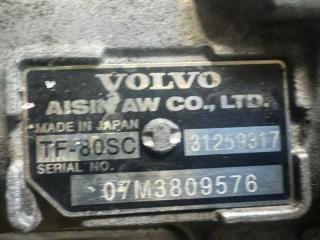 VOLVO
AISIN AW CO., LTD.
MADE IN JAPAN
TF-80SC 31259317
SERIAL NO.
07M3809576